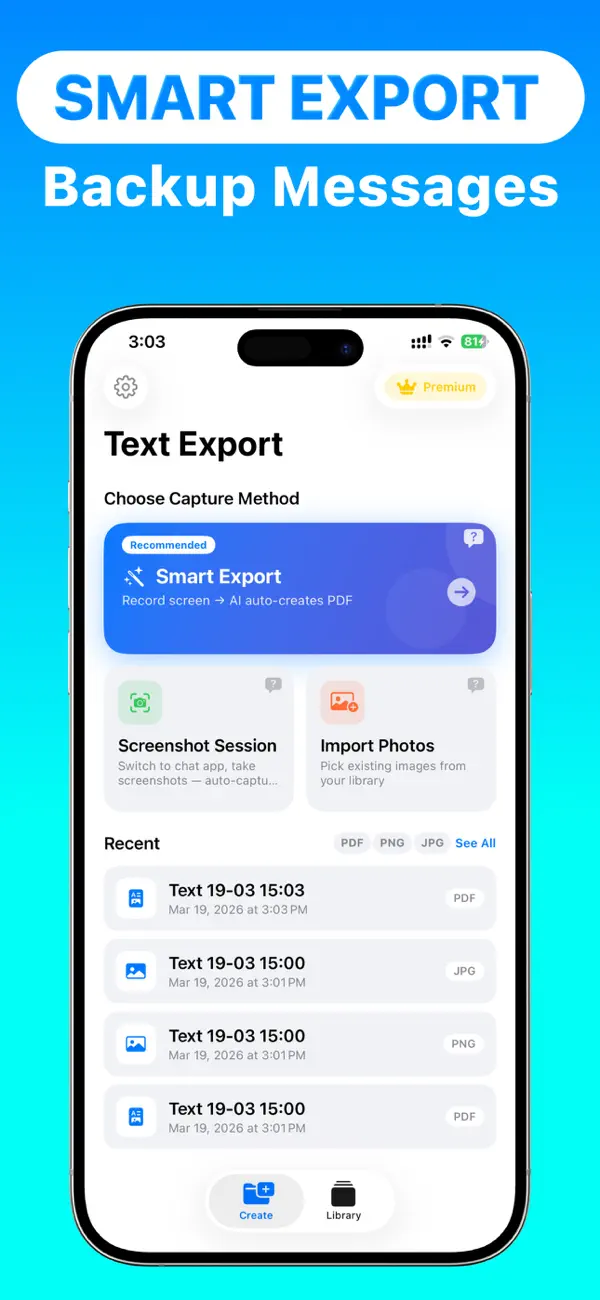 SMART EXPORT
Backup Messages
3:03
81
Premium
Text Export
Choose Capture Method
Recommended
?
Smart Export
Record screen → AI auto-creates PDF
?
?
Screenshot Session
Switch to chat app, take
screenshots — auto-captu...
Import Photos
Pick existing images from
your library
Recent
PDF
PNG
JPG
See All
Text 19-03 15:03
Mar 19, 2026 at 3:03 PM
PDF
Text 19-03 15:00
Mar 19, 2026 at 3:01 PM
JPG
Text 19-03 15:00
Mar 19, 2026 at 3:01 PM
PNG
Text 19-03 15:00
Mar 19, 2026 at 3:01 PM
PDF
Create
Library